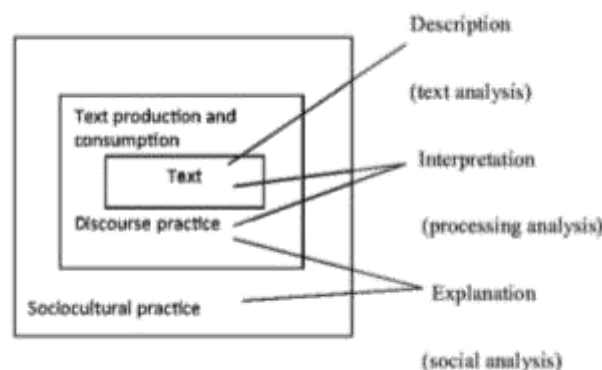 Description
(text analysis)
Text production and
consumption
Text
Interpretation
Discourse practice
(processing analysis)
Explanation
Sociocultural practice
(social analysis)